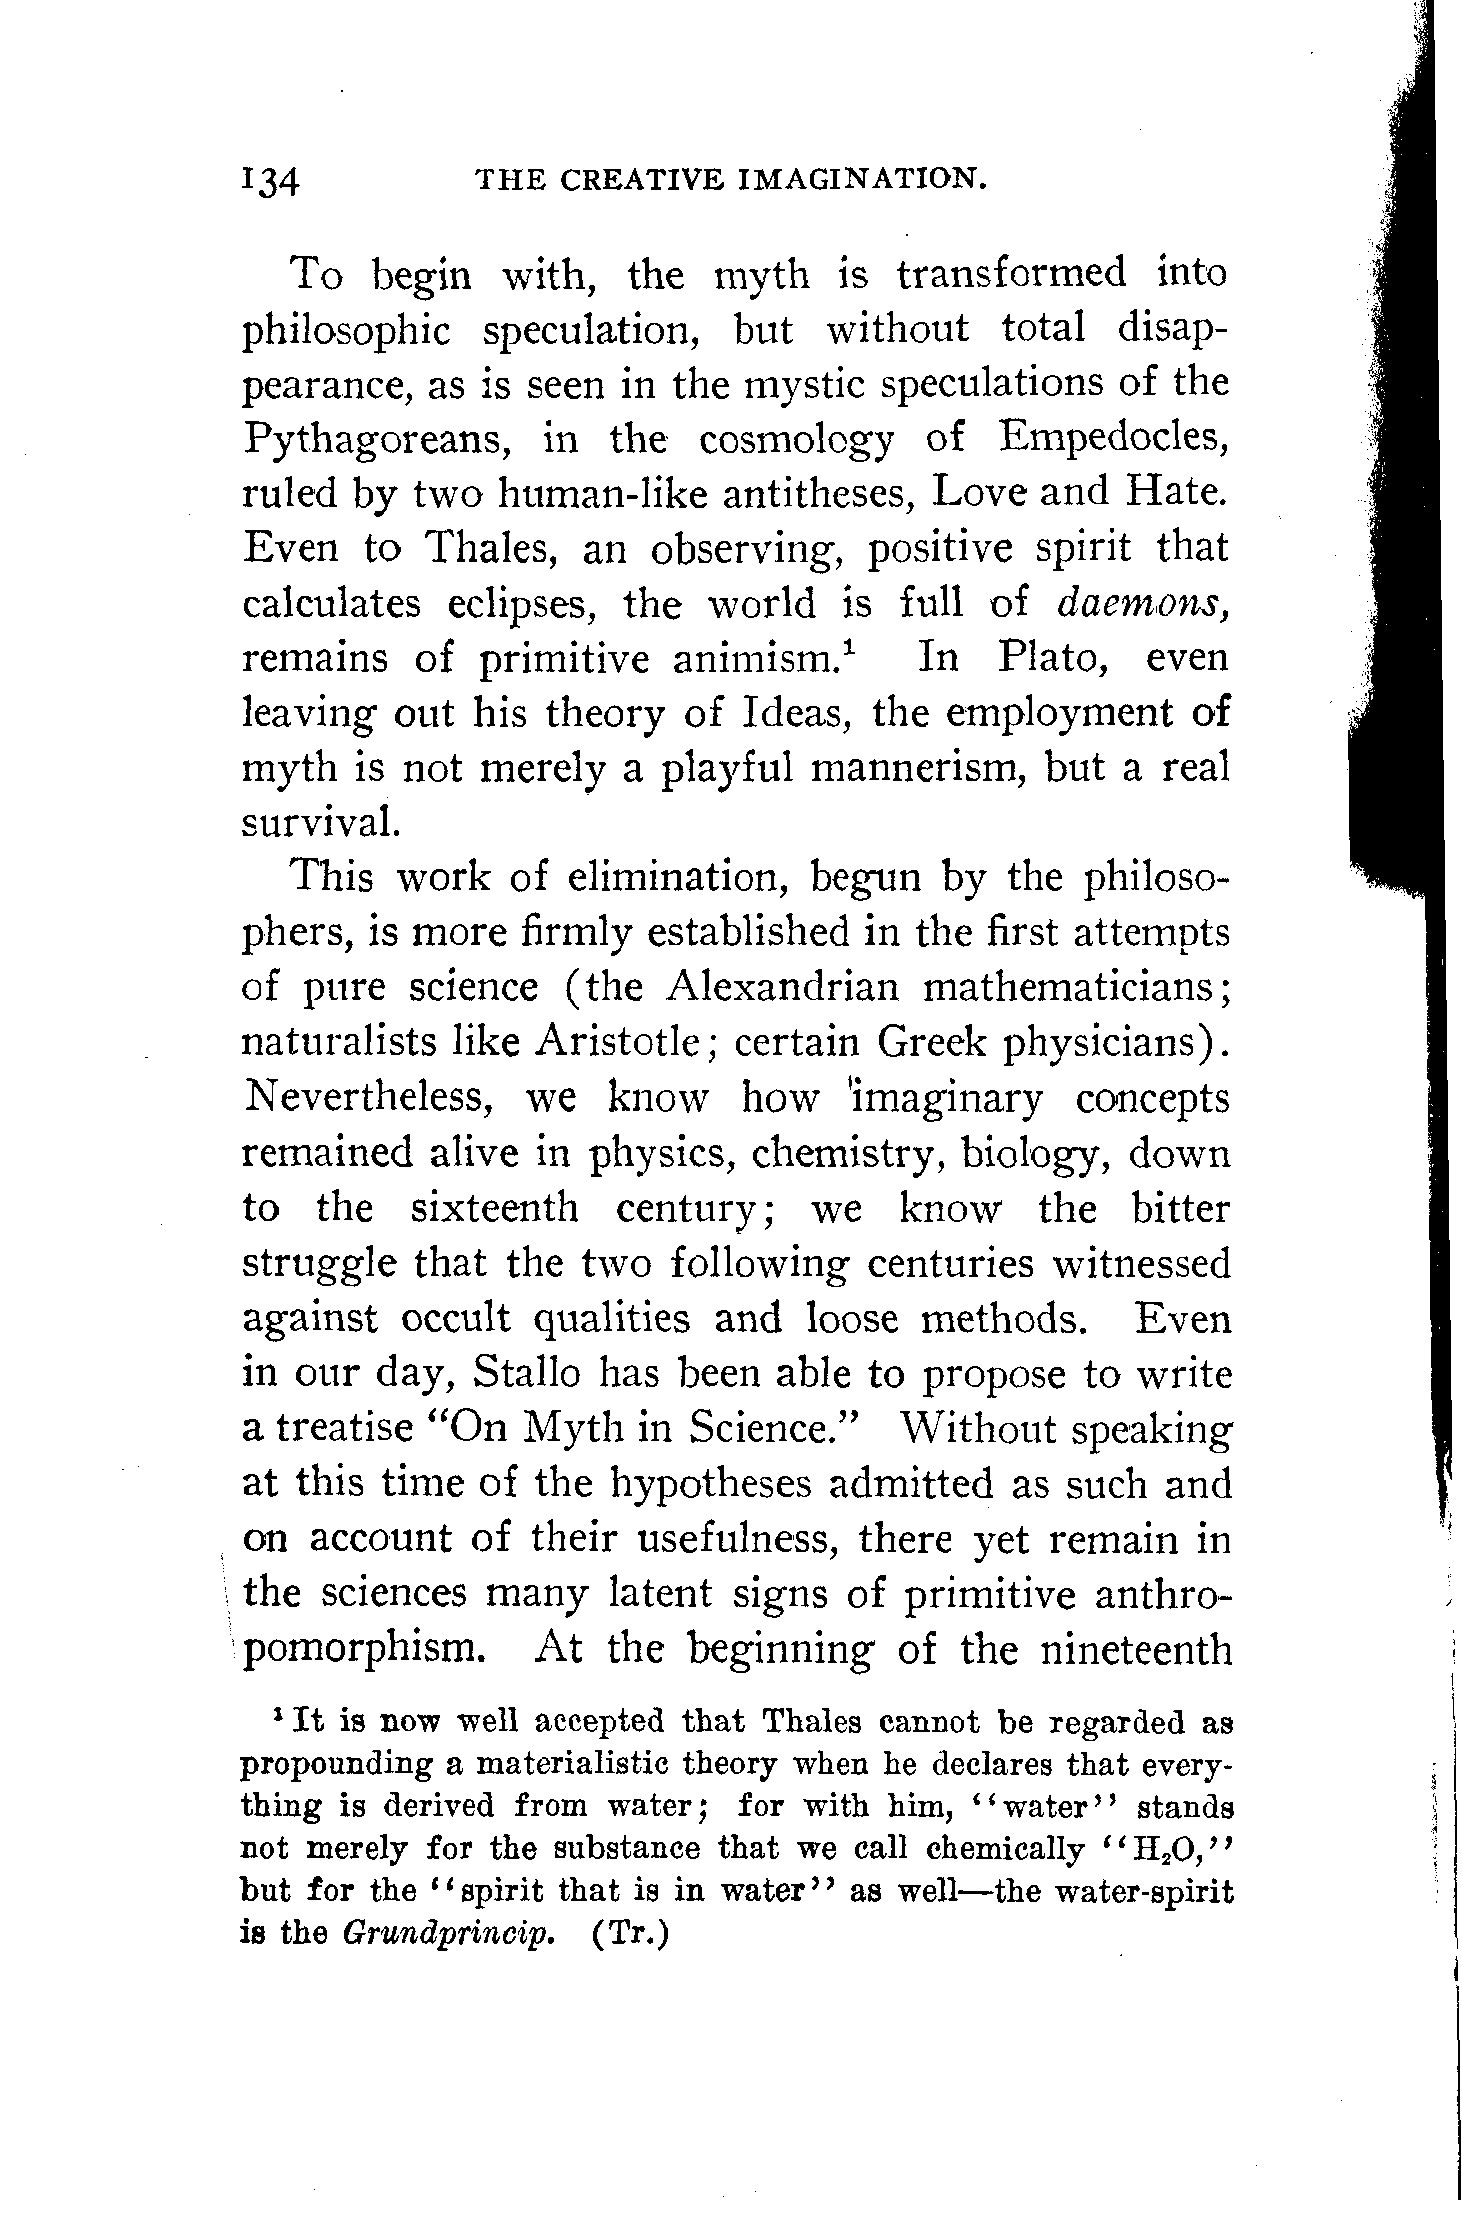 134 THE CREATIVE IMAGINATION.
To begin with, the myth is transformed into
philosophic speculation, but without total disap-
pearance, as is seen in the mystic speculations of the
Pythagoreans, in the cosmology of Empedocles,
ruled by two human-like antitheses, Love and Hate.
Even to Thales, an observing, positive spirit that
calculates eclipses, the world is full of daemons,
remains of primitive animism.¹ In Plato, even
leaving out his theory of Ideas, the employment of
myth is not merely a playful mannerism, but a real
survival.
This work of elimination, begun by the philoso-
phers, is more firmly established in the first attempts
of pure science (the Alexandrian mathematicians;
naturalists like Aristotle; certain Greek physicians).
Nevertheless, we know how imaginary concepts
remained alive in physics, chemistry, biology, down
to the sixteenth century; we know the bitter
struggle that the two following centuries witnessed
against occult qualities and loose methods. Even
in our day, Stallo has been able to propose to write
a treatise "On Myth in Science." Without speaking
at this time of the hypotheses admitted as such and
on account of their usefulness, there yet remain in
the sciences many latent signs of primitive anthro-
pomorphism. At the beginning of the nineteenth
¹ It is now well accepted that Thales cannot be regarded as
propounding a materialistic theory when he declares that every-
thing is derived from water; for with him, "water" stands
not merely for the substance that we call chemically "H₂O,"
but for the "spirit that is in water" as well—the water-spirit
is the Grundprincip. (Tr.)